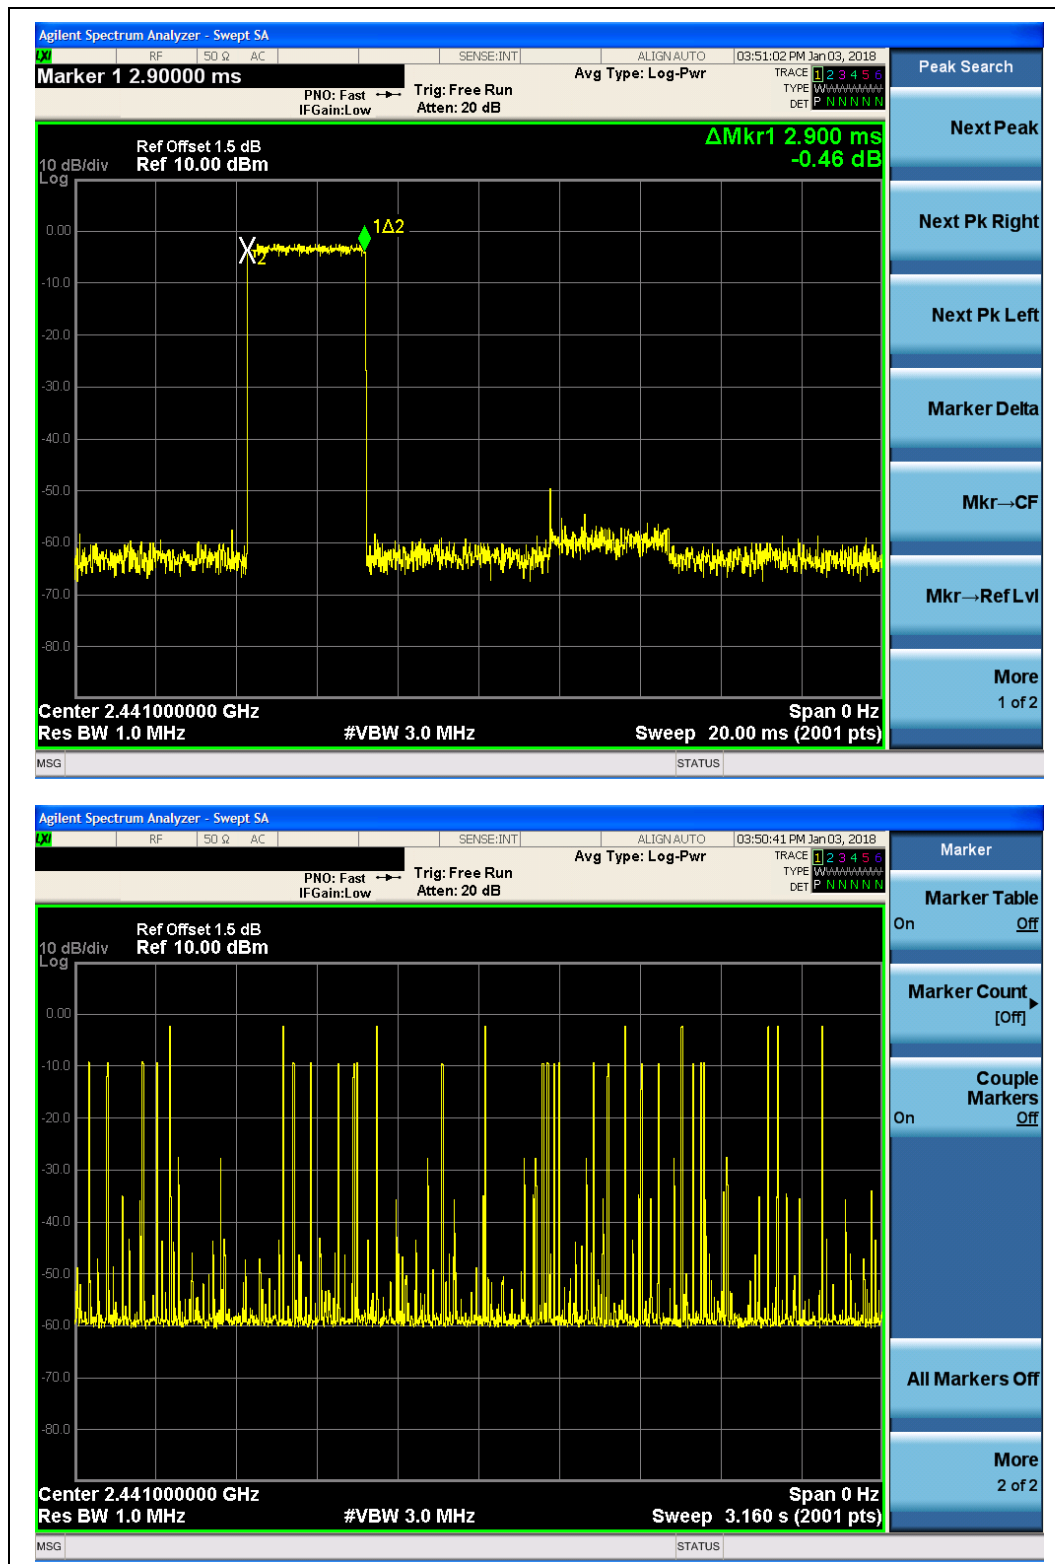 Agilent Spectrum Analyzer - Swept SA
LXI RF 50 Ω AC SENSE:INT ALIGN AUTO 03:51:02 PM Jan 03, 2018
Marker 1 2.90000 ms
PNO: Fast
IFGain:Low
Trig: Free Run
Atten: 20 dB
Avg Type: Log-Pwr
TRACE 1 2 3 4 5 6
TYPE
DET P N N N N N
Peak Search
Next Peak
Next Pk Right
Next Pk Left
Marker Delta
Mkr→CF
Mkr→Ref Lvl
More
1 of 2
ΔMkr1 2.900 ms
-0.46 dB
Ref Offset 1.5 dB
10 dB/div Ref 10.00 dBm
Log
0.00
-10.0
-20.0
-30.0
-40.0
-50.0
-60.0
-70.0
-80.0
1Δ2
X2
Center 2.441000000 GHz Span 0 Hz
Res BW 1.0 MHz #VBW 3.0 MHz Sweep 20.00 ms (2001 pts)
MSG STATUS
Agilent Spectrum Analyzer - Swept SA
LXI RF 50 Ω AC SENSE:INT ALIGN AUTO 03:50:41 PM Jan 03, 2018
PNO: Fast
IFGain:Low
Trig: Free Run
Atten: 20 dB
Avg Type: Log-Pwr
TRACE 1 2 3 4 5 6
TYPE
DET P N N N N N
Marker
Marker Table
On Off
Marker Count
[Off]
Couple
Markers
On Off
All Markers Off
More
2 of 2
Ref Offset 1.5 dB
10 dB/div Ref 10.00 dBm
Log
0.00
-10.0
-20.0
-30.0
-40.0
-50.0
-60.0
-70.0
-80.0
Center 2.441000000 GHz Span 0 Hz
Res BW 1.0 MHz #VBW 3.0 MHz Sweep 3.160 s (2001 pts)
MSG STATUS